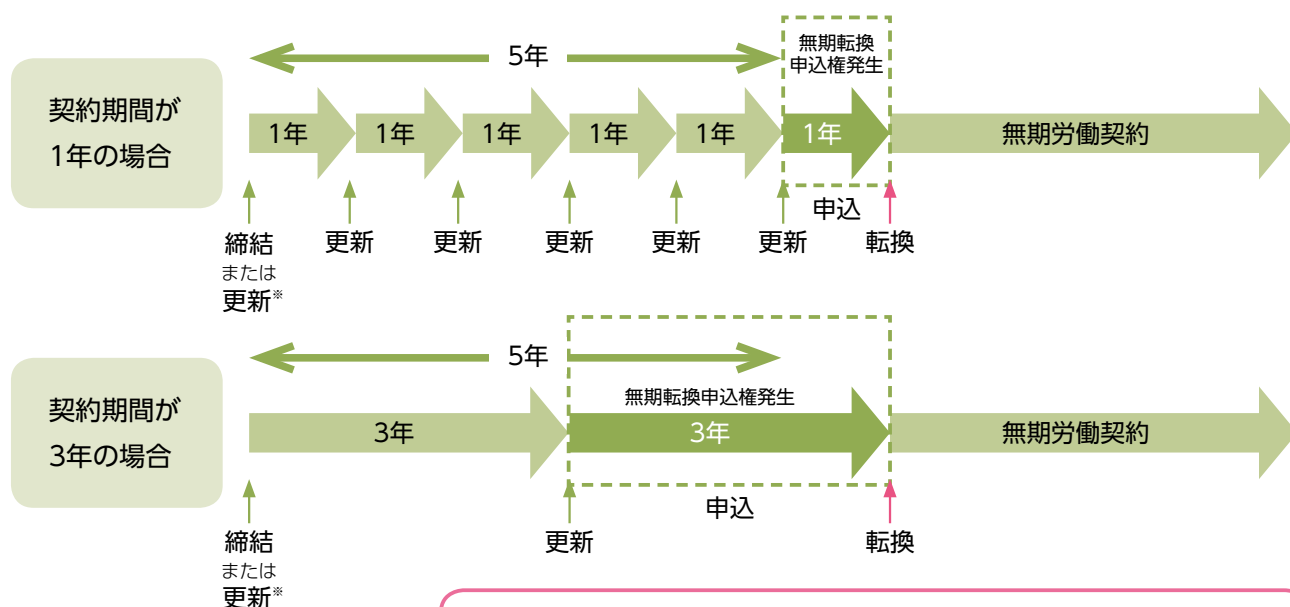 契約期間が
1年の場合
5年
無期転換
申込権発生
1年
1年
1年
1年
1年
1年
無期労働契約
締結
または
更新※
更新
更新
更新
更新
更新
申込
転換
契約期間が
3年の場合
5年
無期転換申込権発生
3年
3年
無期労働契約
締結
または
更新※
更新
申込
転換